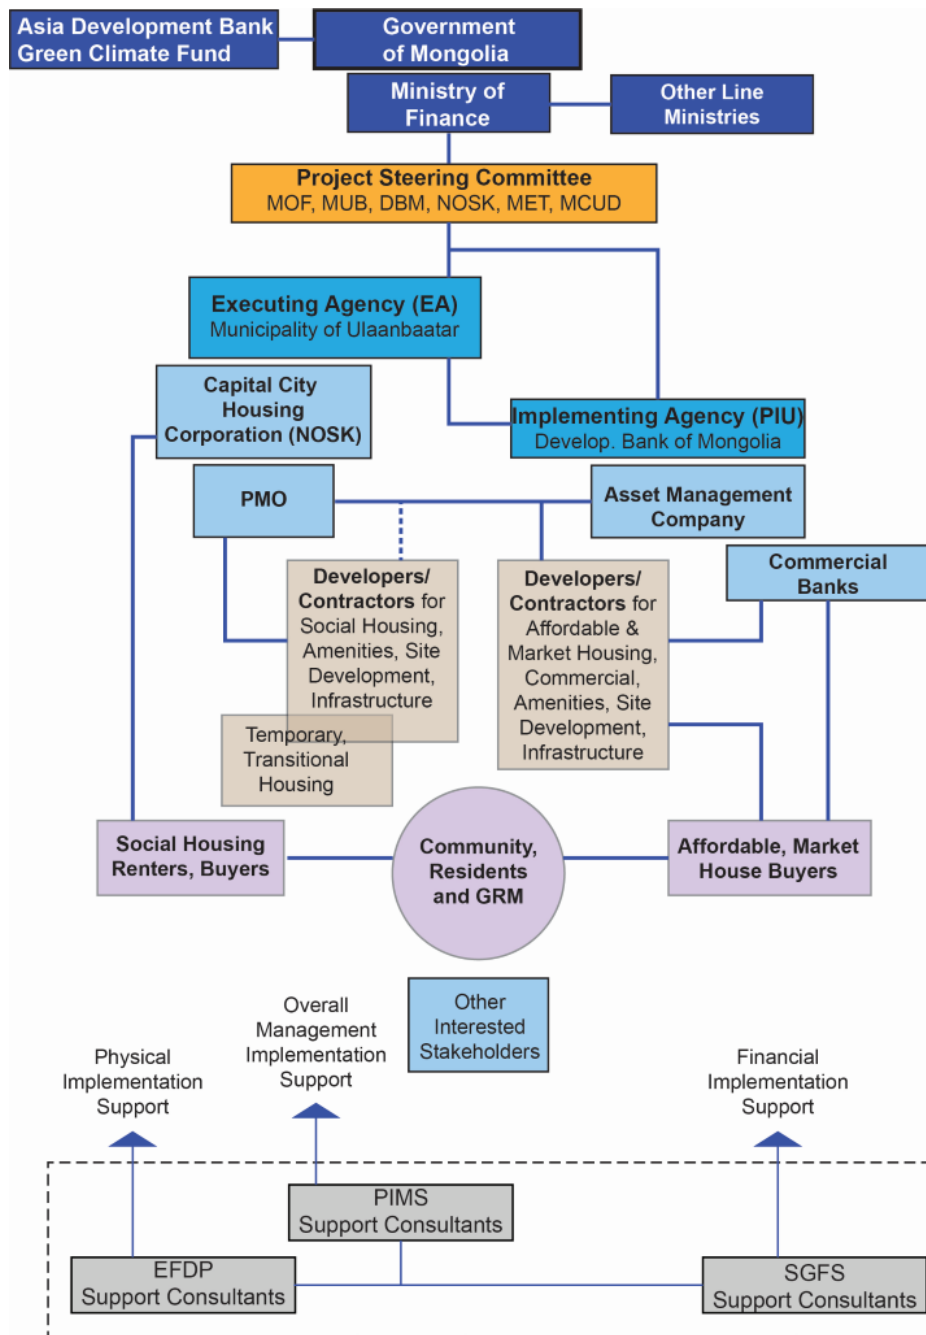 Asia Development Bank
Green Climate Fund
Government
of Mongolia
Ministry of
Finance
Other Line
Ministries
Project Steering Committee
MOF, MUB, DBM, NOSK, MET, MCUD
Executing Agency (EA)
Municipality of Ulaanbaatar
Capital City
Housing
Corporation (NOSK)
Implementing Agency (PIU)
Develop. Bank of Mongolia
PMO
Asset Management
Company
Commercial
Banks
Developers/
Contractors for
Social Housing,
Amenities, Site
Development,
Infrastructure
Developers/
Contractors for
Affordable &
Market Housing,
Commercial,
Amenities, Site
Development,
Infrastructure
Temporary,
Transitional
Housing
Social Housing
Renters, Buyers
Community,
Residents
and GRM
Affordable, Market
House Buyers
Other
Interested
Stakeholders
Physical
Implementation
Support
Overall
Management
Implementation
Support
Financial
Implementation
Support
PIMS
Support Consultants
EFDP
Support Consultants
SGFS
Support Consultants